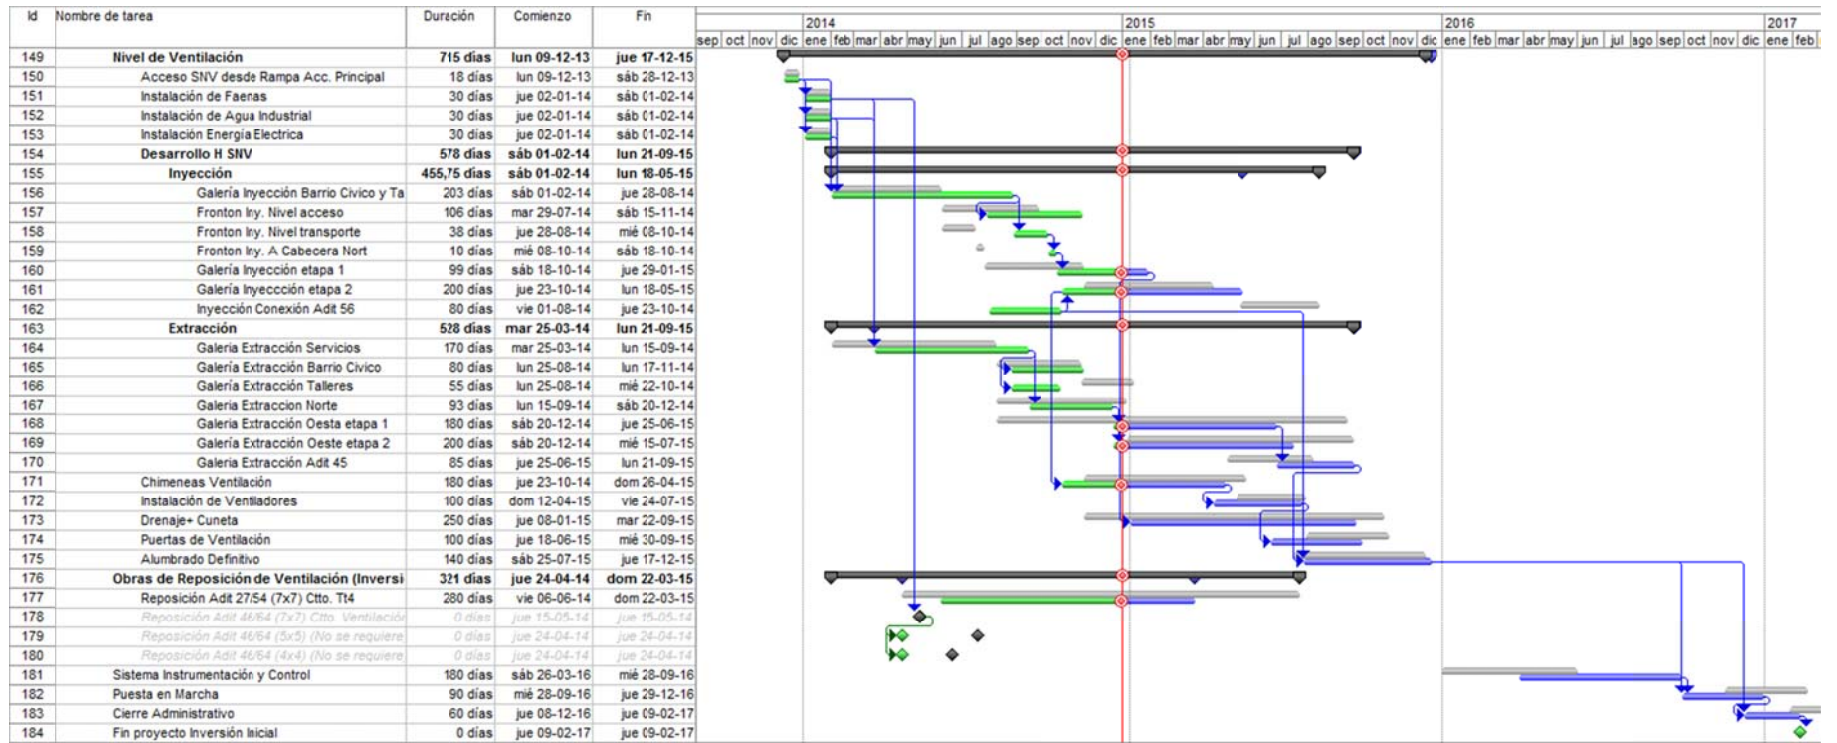 Id Nombre de tarea Duración Comienzo Fin
2014 2015 2016 2017
sep oct nov dic ene feb mar abr may jun jul ago sep oct nov dic ene feb mar abr may jun jul ago sep oct nov dic ene feb mar abr may jun jul ago sep oct nov dic ene feb
149 Nivel de Ventilación 715 días lun 09-12-13 jue 17-12-15
150 Acceso SNV desde Rampa Acc. Principal 18 días lun 09-12-13 sáb 28-12-13
151 Instalación de Faenas 30 días jue 02-01-14 sáb 01-02-14
152 Instalación de Agua Industrial 30 días jue 02-01-14 sáb 01-02-14
153 Instalación Energía Electrica 30 días jue 02-01-14 sáb 01-02-14
154 Desarrollo H SNV 578 días sáb 01-02-14 lun 21-09-15
155 Inyección 455,75 días sáb 01-02-14 lun 18-05-15
156 Galería Inyección Barrio Civico y Ta 203 días sáb 01-02-14 jue 28-08-14
157 Fronton Iny. Nivel acceso 106 días mar 29-07-14 sáb 15-11-14
158 Fronton Iny. Nivel transporte 38 días jue 28-08-14 mié 08-10-14
159 Fronton Iny. A Cabecera Nort 10 días mié 08-10-14 sáb 18-10-14
160 Galería Inyección etapa 1 99 días sáb 18-10-14 jue 29-01-15
161 Galería Inyeccción etapa 2 200 días jue 23-10-14 lun 18-05-15
162 Inyección Conexión Adit 56 80 días vie 01-08-14 jue 23-10-14
163 Extracción 528 días mar 25-03-14 lun 21-09-15
164 Galeria Extracción Servicios 170 días mar 25-03-14 lun 15-09-14
165 Galería Extracción Barrio Civico 80 días lun 25-08-14 lun 17-11-14
166 Galería Extracción Talleres 55 días lun 25-08-14 mié 22-10-14
167 Galeria Extraccion Norte 93 días lun 15-09-14 sáb 20-12-14
168 Galeria Extracción Oesta etapa 1 180 días sáb 20-12-14 jue 25-06-15
169 Galería Extracción Oeste etapa 2 200 días sáb 20-12-14 mié 15-07-15
170 Galeria Extracción Adit 45 85 días jue 25-06-15 lun 21-09-15
171 Chimeneas Ventilación 180 días jue 23-10-14 dom 26-04-15
172 Instalación de Ventiladores 100 días dom 12-04-15 vie 24-07-15
173 Drenaje+ Cuneta 250 días jue 08-01-15 mar 22-09-15
174 Puertas de Ventilación 100 días jue 18-06-15 mié 30-09-15
175 Alumbrado Definitivo 140 días sáb 25-07-15 jue 17-12-15
176 Obras de Reposición de Ventilación (Inversi 321 días jue 24-04-14 dom 22-03-15
177 Reposición Adit 27/54 (7x7) Ctto. Tt4 280 días vie 06-06-14 dom 22-03-15
178 Reposición Adit 46/64 (7x7) Ctto. Ventilación 0 días jue 15-05-14 jue 15-05-14
179 Reposición Adit 46/64 (5x5) (No se requiere 0 días jue 24-04-14 jue 24-04-14
180 Reposición Adit 46/64 (4x4) (No se requiere 0 días jue 24-04-14 jue 24-04-14
181 Sistema Instrumentación y Control 180 días sáb 26-03-16 mié 28-09-16
182 Puesta en Marcha 90 días mié 28-09-16 jue 29-12-16
183 Cierre Administrativo 60 días jue 08-12-16 jue 09-02-17
184 Fin proyecto Inversión Inicial 0 días jue 09-02-17 jue 09-02-17